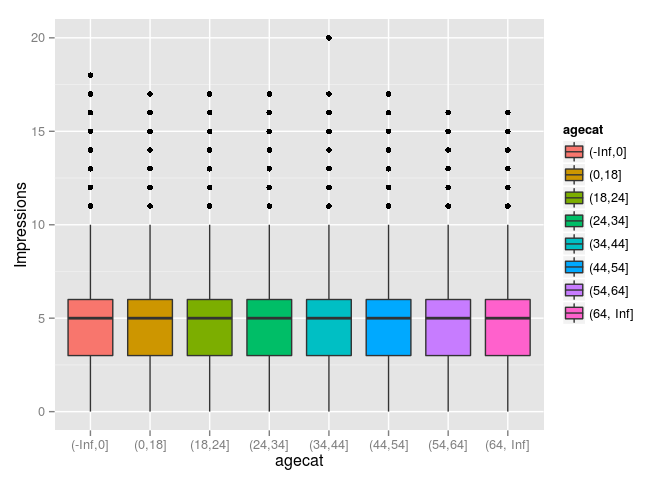 Impressions
20
15
10
5
0
(-Inf,0] (0,18] (18,24] (24,34] (34,44] (44,54] (54,64] (64, Inf]
agecat
agecat
(-Inf,0]
(0,18]
(18,24]
(24,34]
(34,44]
(44,54]
(54,64]
(64, Inf]